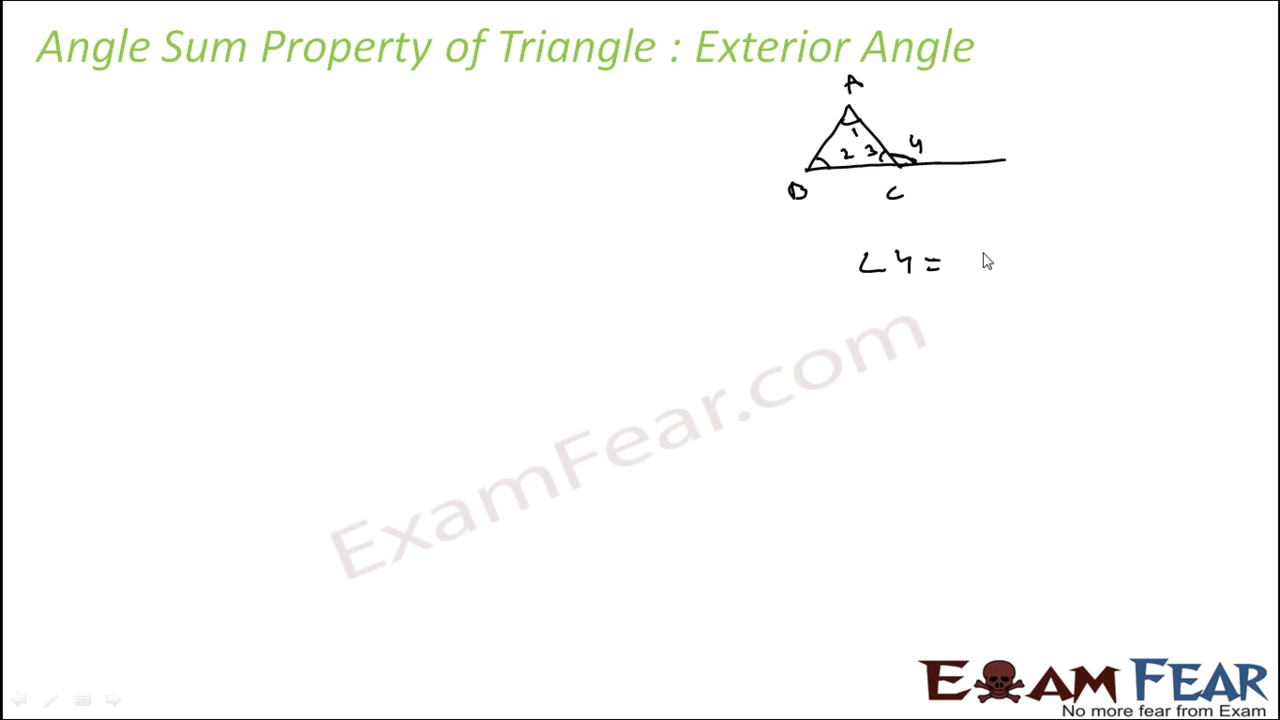 Angle Sum Property of Triangle : Exterior Angle
A
1
2 3 4
B C
∠4 =
ExamFear.com
EXAM FEAR
No more fear from Exam